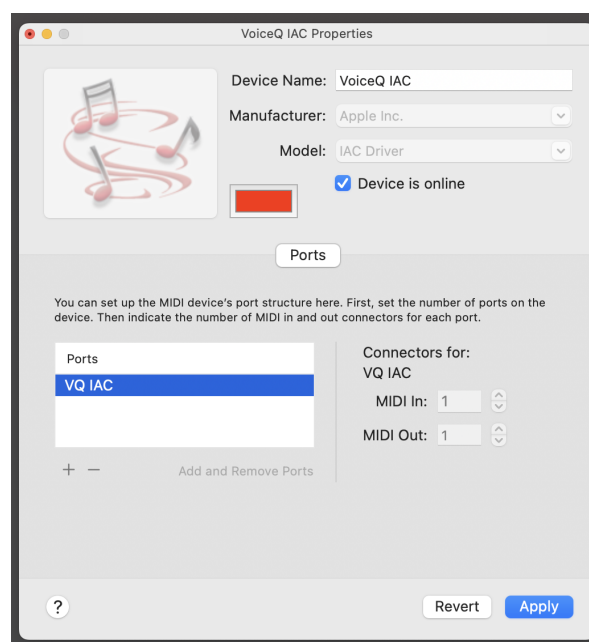 VoiceQ IAC Properties
Device Name: VoiceQ IAC
Manufacturer: Apple Inc.
Model: IAC Driver
Device is online
Ports
You can set up the MIDI device's port structure here. First, set the number of ports on the
device. Then indicate the number of MIDI in and out connectors for each port.
Ports
VQ IAC
Add and Remove Ports
Connectors for:
VQ IAC
MIDI In: 1
MIDI Out: 1
? Revert Apply